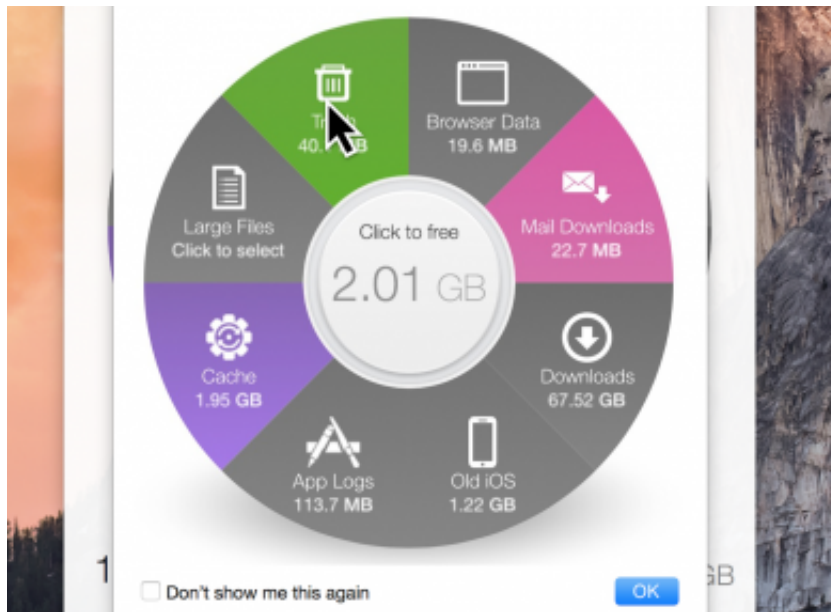 Browser Data
19.6 MB
Mail Downloads
22.7 MB
Large Files
Click to select
Click to free
2.01 GB
Cache
1.95 GB
Downloads
67.52 GB
App Logs
113.7 MB
Old iOS
1.22 GB
1
GB
Don't show me this again
OK